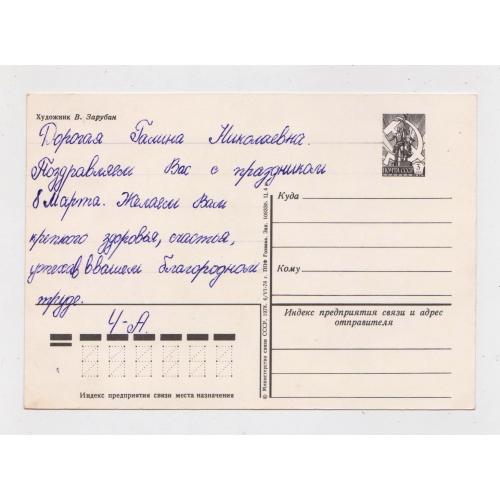 Художник В. Зарубин
Дорогая Галина Николаевна.
Поздравляем Вас с праздником
8 Марта. Желаем Вам
крепкого здоровья, счастья,
успехов в вашем благородном
труде.
4-А.
ПОЧТА СССР
Куда
Кому
Индекс предприятия связи и адрес
отправителя
Индекс предприятия связи места назначения